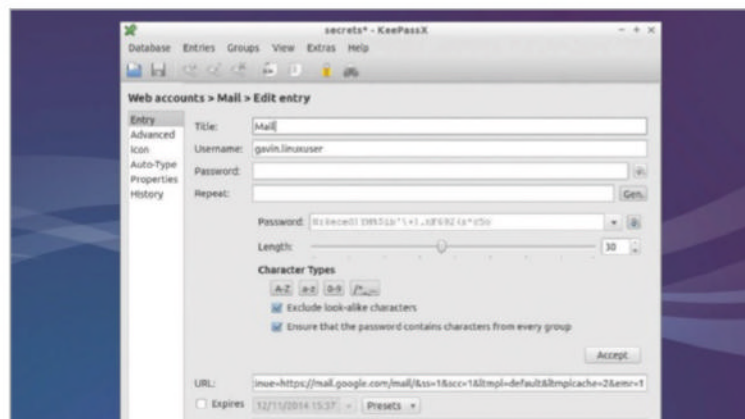 secrets* - KeePassX
Database Entries Groups View Extras Help
Web accounts > Mail > Edit entry
Entry
Advanced
Icon
Auto-Type
Properties
History
Title: Mail
Username: gavin.linuxuser
Password:
Repeat: Gen.
Password:
Length: 30
Character Types
A-Z a-z 0-9 /*_...
Exclude look-alike characters
Ensure that the password contains characters from every group
Accept
URL: inue=https://mail.google.com/mail/&ss=1&scc=1&ltmpl=default&ltmplcache=2&emr=1
Expires 12/11/2014 15:37 Presets